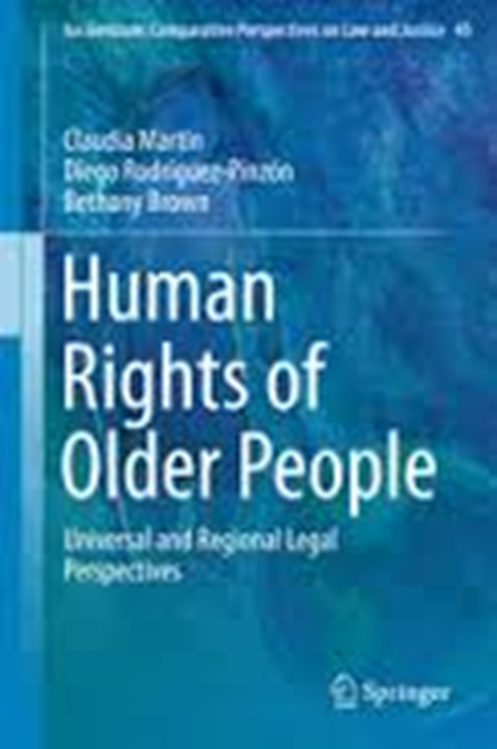 Ius Gentium: Comparative Perspectives on Law and Justice 45
Claudia Martin
Diego Rodríguez-Pinzón
Bethany Brown
Human
Rights of
Older People
Universal and Regional Legal
Perspectives
Springer